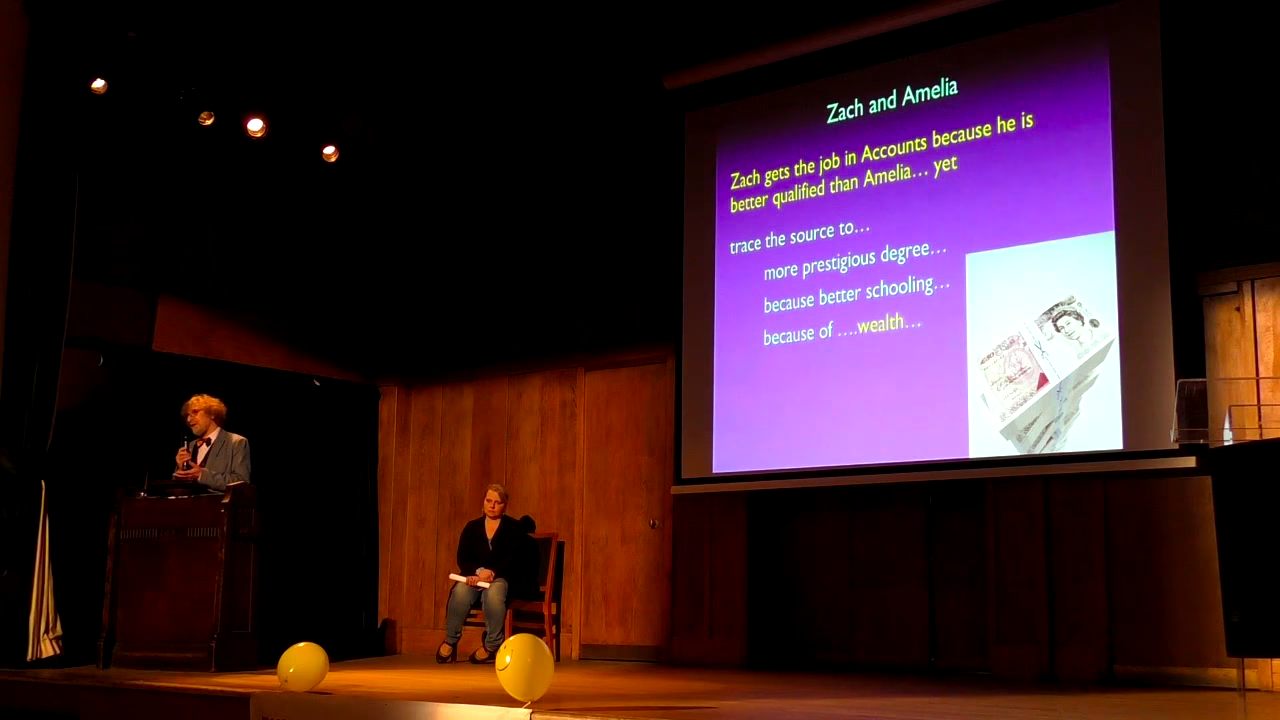 Zach and Amelia
Zach gets the job in Accounts because he is
better qualified than Amelia... yet
trace the source to...
more prestigious degree...
because better schooling...
because of ....wealth...